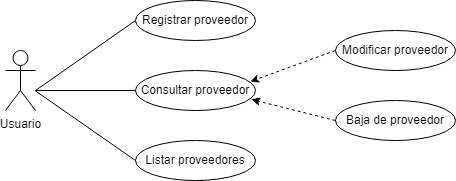 Registrar proveedor
Modificar proveedor
Consultar proveedor
Usuario
Baja de proveedor
Listar proveedores